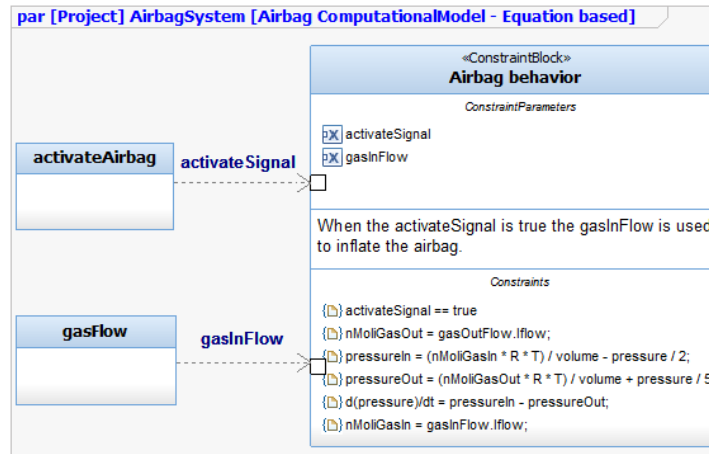 par [Project] AirbagSystem [Airbag ComputationalModel - Equation based]
«ConstraintBlock»
Airbag behavior
ConstraintParameters
activateSignal
gasInFlow
activateAirbag
activateSignal
When the activateSignal is true the gasInFlow is used
to inflate the airbag.
Constraints
activateSignal == true
nMoliGasOut = gasOutFlow.Iflow;
pressureIn = (nMoliGasIn * R * T) / volume - pressure / 2;
pressureOut = (nMoliGasOut * R * T) / volume + pressure / 5
d(pressure)/dt = pressureIn - pressureOut;
nMoliGasIn = gasInFlow.Iflow;
gasFlow
gasInFlow